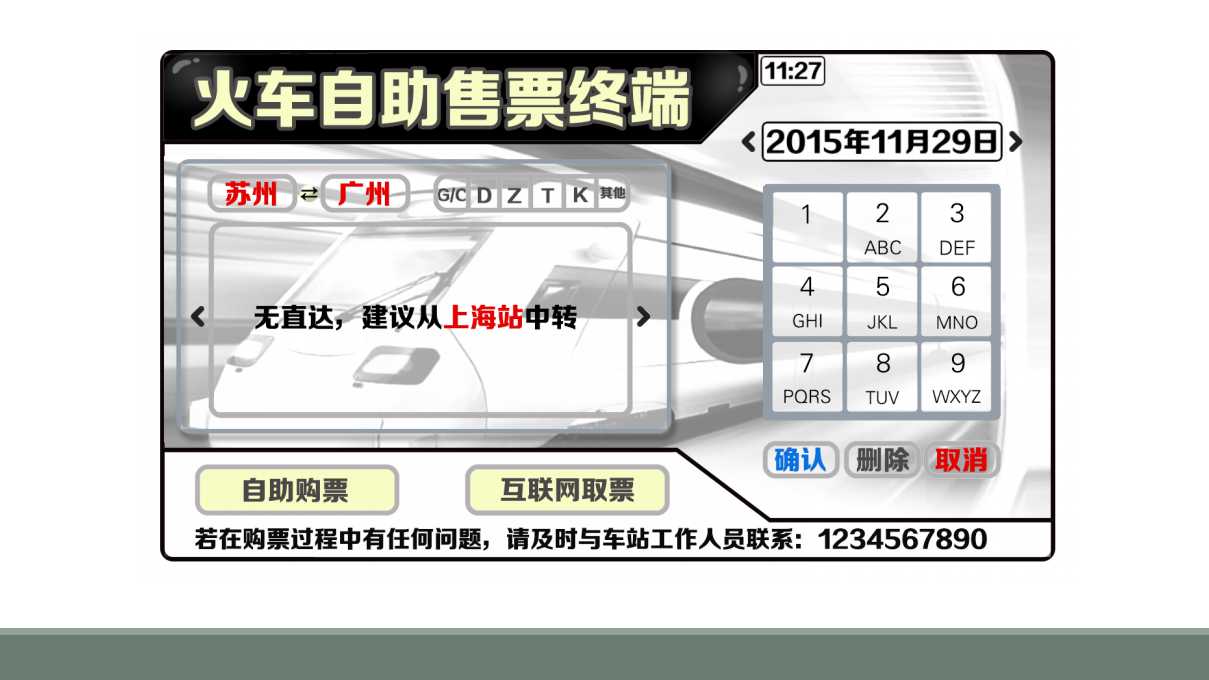 火车自助售票终端
11:27
2015年11月29日
苏州 ⇄ 广州 G/C D Z T K 其他
无直达，建议从上海站中转
1
2 ABC
3 DEF
4 GHI
5 JKL
6 MNO
7 PQRS
8 TUV
9 WXYZ
确认 删除 取消
自助购票 互联网取票
若在购票过程中有任何问题，请及时与车站工作人员联系：1234567890